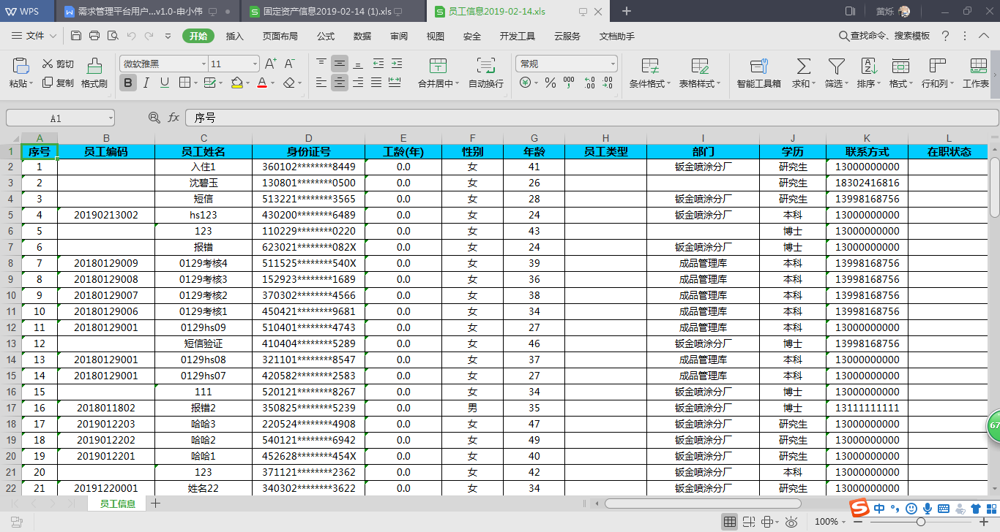 WPS 需求管理平台用户...v1.0-申小伟 固定资产信息2019-02-14 (1).xls 员工信息2019-02-14.xls 黄烁
文件 开始 插入 页面布局 公式 数据 审阅 视图 安全 开发工具 云服务 文档助手 查找命令、搜索模板
粘贴 剪切 复制 格式刷 微软雅黑 11 B I U A 合并居中 自动换行 常规 % 000 条件格式 表格样式 智能工具箱 求和 筛选 排序 格式 行和列 工作表
A1 fx 序号
A B C D E F G H I J K L
1 序号 员工编码 员工姓名 身份证号 工龄(年) 性别 年龄 员工类型 部门 学历 联系方式 在职状态
2 1 入住1 360102********8449 0.0 女 41 钣金喷涂分厂 研究生 13000000000
3 2 沈碧玉 130801********0500 0.0 女 26 研究生 18302416816
4 3 短信 513221********3565 0.0 女 28 钣金喷涂分厂 研究生 13998168756
5 4 20190213002 hs123 430200********6489 0.0 女 24 钣金喷涂分厂 本科 13000000000
6 5 123 110229********0220 0.0 女 43 博士 13000000000
7 6 报错 623021********082X 0.0 女 24 钣金喷涂分厂 博士 13000000000
8 7 20180129009 0129考核4 511525********540X 0.0 女 39 成品管理库 本科 13998168756
9 8 20180129008 0129考核3 152923********1689 0.0 女 36 成品管理库 本科 13998168756
10 9 20180129007 0129考核2 370302********4566 0.0 女 38 成品管理库 本科 13998168756
11 10 20180129006 0129考核1 450421********9681 0.0 女 34 成品管理库 本科 13998168756
12 11 20180129001 0129hs09 510401********4743 0.0 女 27 成品管理库 本科 13000000000
13 12 短信验证 410404********5289 0.0 女 46 钣金喷涂分厂 博士 13998168756
14 13 20180129001 0129hs08 321101********8547 0.0 女 37 成品管理库 本科 13000000000
15 14 20180129001 0129hs07 420582********2583 0.0 女 27 成品管理库 本科 13000000000
16 15 111 520121********8267 0.0 女 34 钣金喷涂分厂 博士 13000000000
17 16 2018011802 报错2 350825********5239 0.0 男 35 钣金喷涂分厂 博士 13111111111
18 17 2019012203 哈哈3 220524********4908 0.0 女 47 钣金喷涂分厂 研究生 13000000000
19 18 2019012202 哈哈2 540121********6942 0.0 女 49 钣金喷涂分厂 研究生 13000000000
20 19 2019012201 哈哈1 452628********454X 0.0 女 40 钣金喷涂分厂 研究生 13000000000
21 20 123 371121********2362 0.0 女 42 钣金喷涂分厂 本科 13000000000
22 21 20191220001 姓名22 340302********3622 0.0 女 34 钣金喷涂分厂 研究生 13000000000
67
员工信息
中
100%